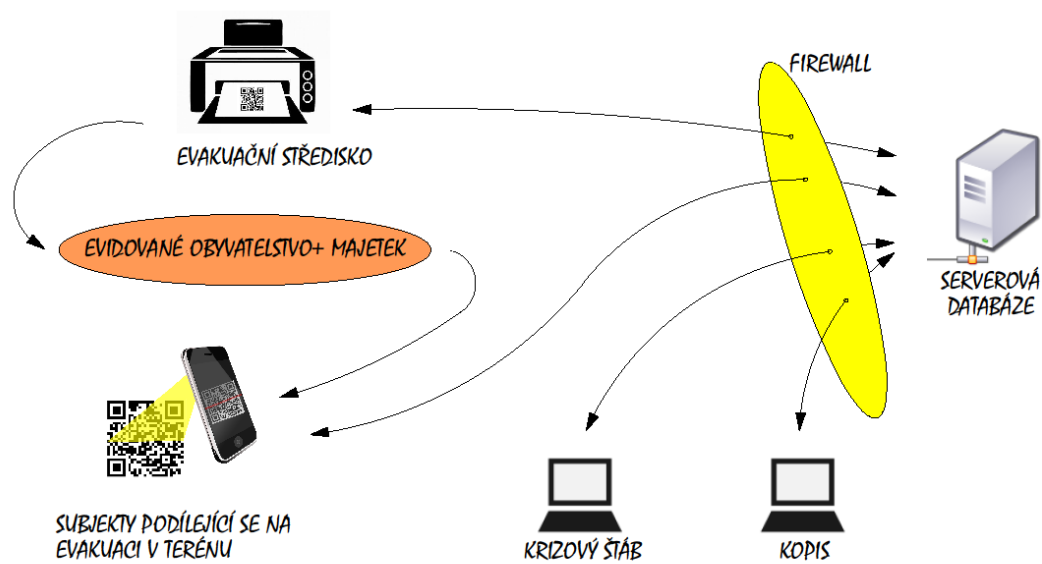 FIREWALL
EVAKUAČNÍ STŘEDISKO
EVIDOVANÉ OBYVATELSTVO+ MAJETEK
SERVEROVÁ
DATABÁZE
SUBJEKTY PODÍLEJÍCÍ SE NA
EVAKUACI V TERÉNU
KRIZOVÝ ŠTÁB
KOPIS